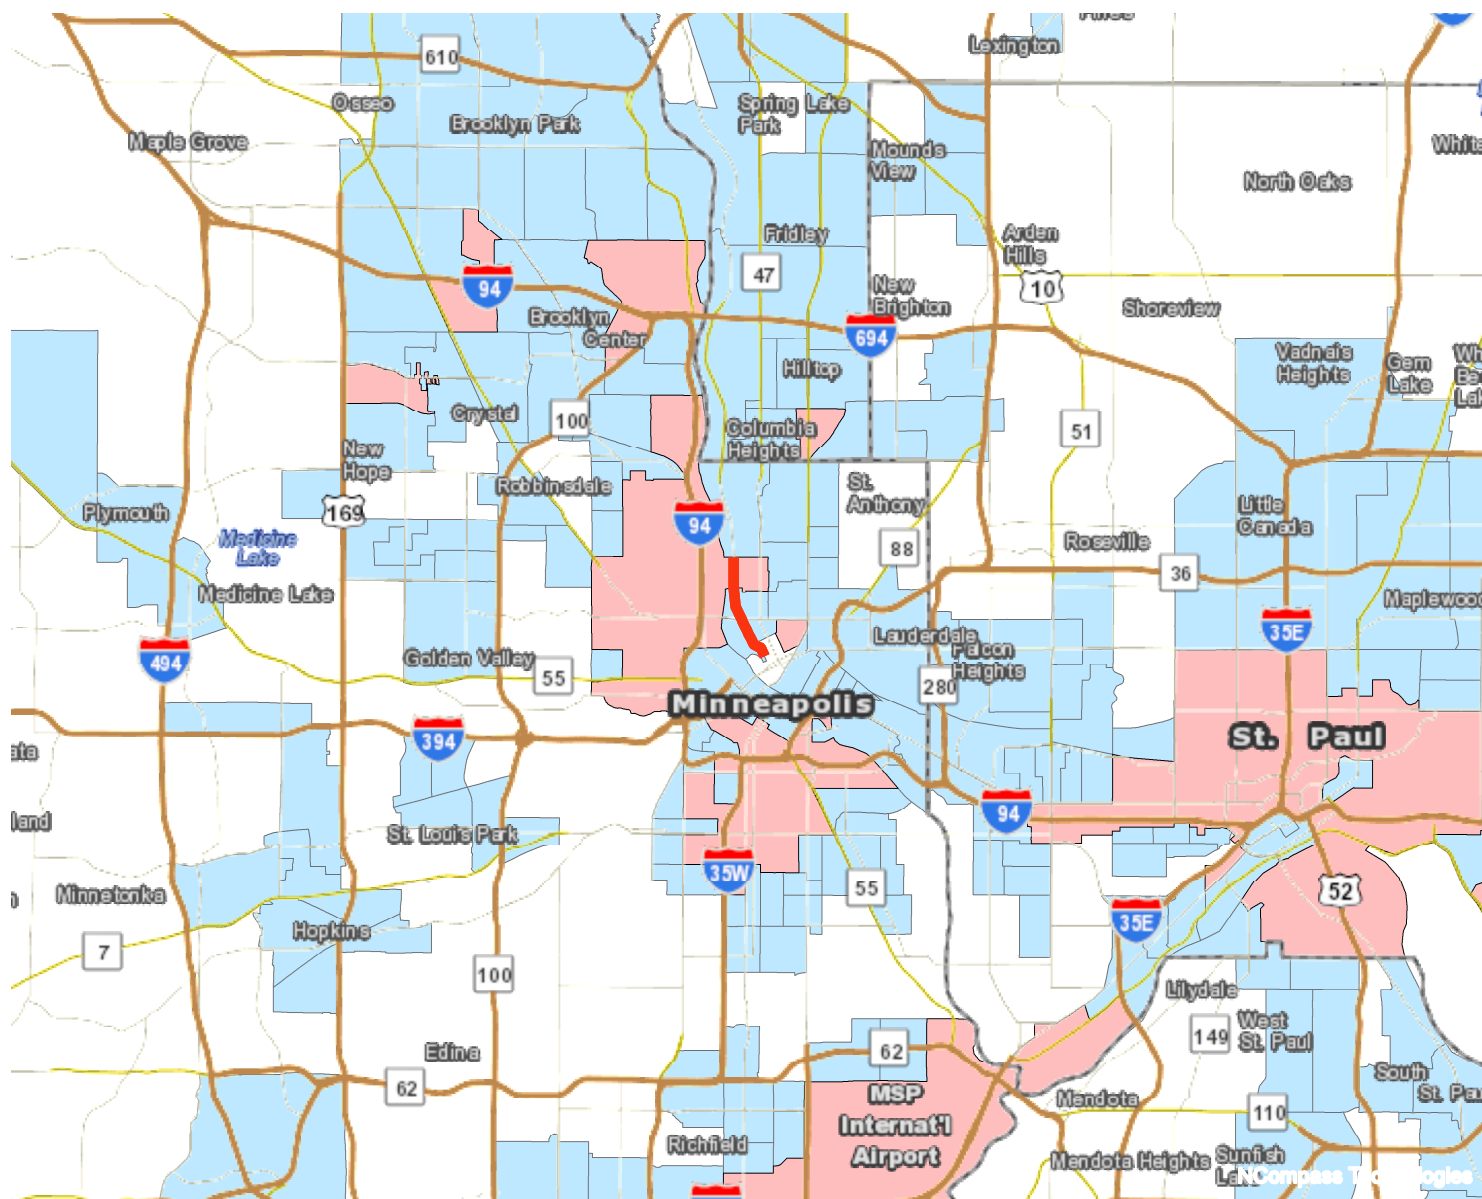 Lexington
610
Osseo
Spring Lake
Park
Brooklyn Park
Maple Grove
Mounds
View
North Oaks
Fridley
Arden
Hills
47
10
94
New
Brighton
Shoreview
Brooklyn
Center
694
Hilltop
Vadnais
Heights
Gem
Lake
Crystal
100
51
Columbia
Heights
New
Hope
Robbinsdale
St.
Anthony
Plymouth
169
94
Little
Canada
Medicine
Lake
88
Roseville
36
Medicine Lake
Maplewood
35E
Lauderdale
Falcon
Heights
494
Golden Valley
55
280
Minneapolis
St. Paul
394
94
St. Louis Park
35W
55
52
Minnetonka
35E
Hopkins
7
100
Lilydale
149
West
St. Paul
Edina
62
62
South
St. Pau
MSP
Internat'l
Airport
Mendota
110
Richfield
Mendota Heights
Sunfish
NCompass Technologies